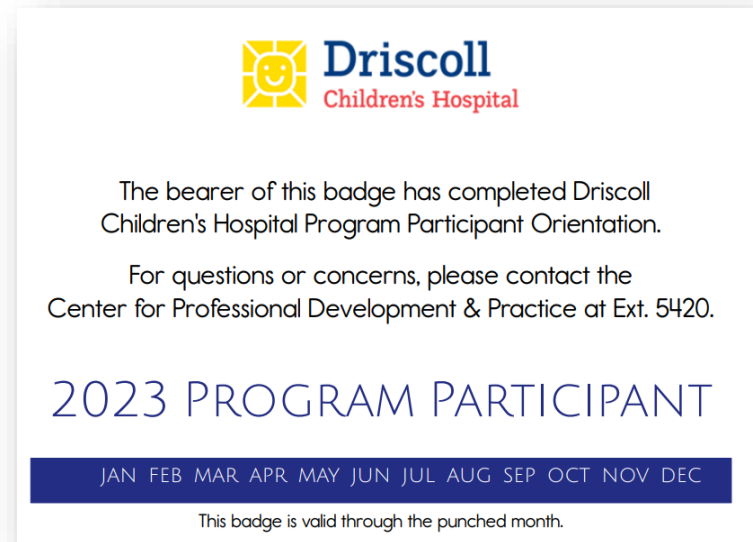 Driscoll
Children's Hospital
The bearer of this badge has completed Driscoll
Children's Hospital Program Participant Orientation.
For questions or concerns, please contact the
Center for Professional Development & Practice at Ext. 5420.
2023 Program Participant
JAN FEB MAR APR MAY JUN JUL AUG SEP OCT NOV DEC
This badge is valid through the punched month.